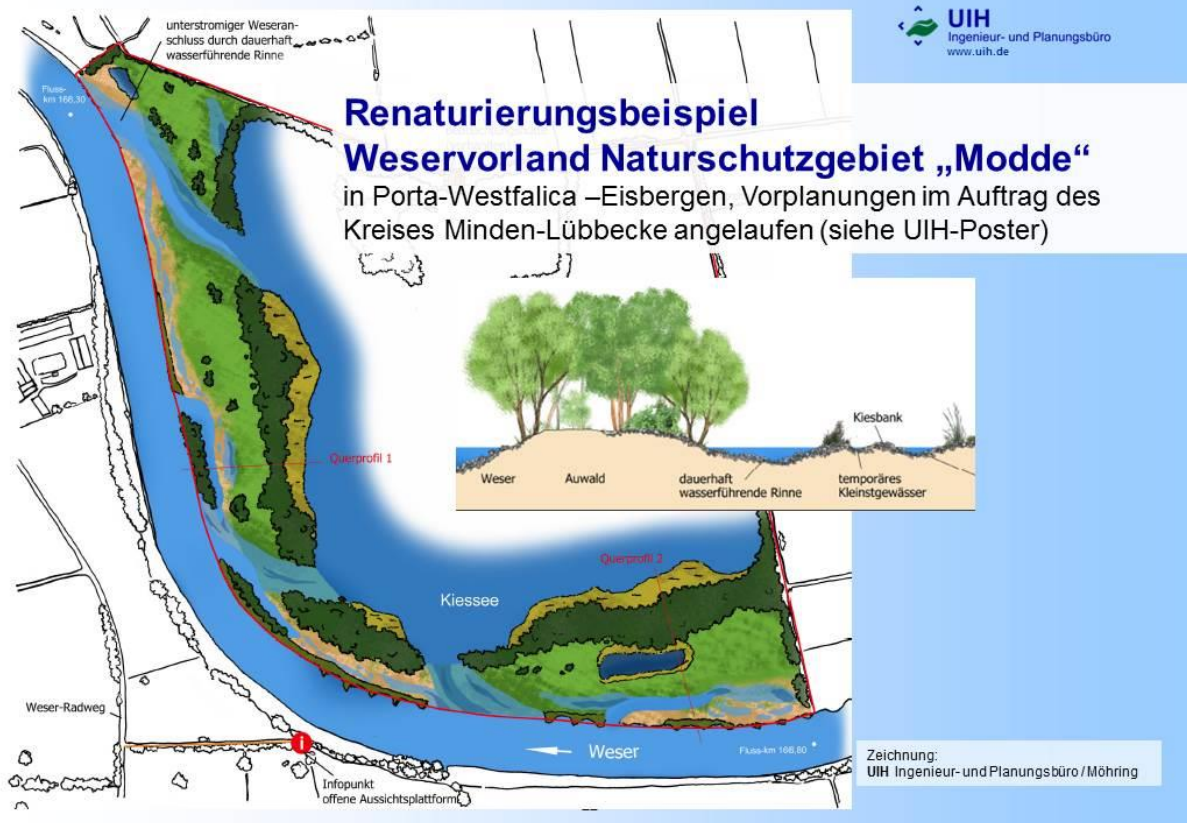 UIH
Ingenieur- und Planungsbüro
www.uih.de
unterstromiger Weseran-
schluss durch dauerhaft
wasserführende Rinne
Fluss-
km 166,30
Renaturierungsbeispiel
Weservorland Naturschutzgebiet „Modde“
in Porta-Westfalica –Eisbergen, Vorplanungen im Auftrag des
Kreises Minden-Lübbecke angelaufen (siehe UIH-Poster)
Kiesbank
Weser
Auwald
dauerhaft
wasserführende Rinne
temporäres
Kleinstgewässer
Querprofil 1
Querprofil 2
Kiessee
Weser-Radweg
i
Weser
Fluss-km 166,80
Infopunkt
offene Aussichtsplattform
Zeichnung:
UIH Ingenieur- und Planungsbüro / Möhring